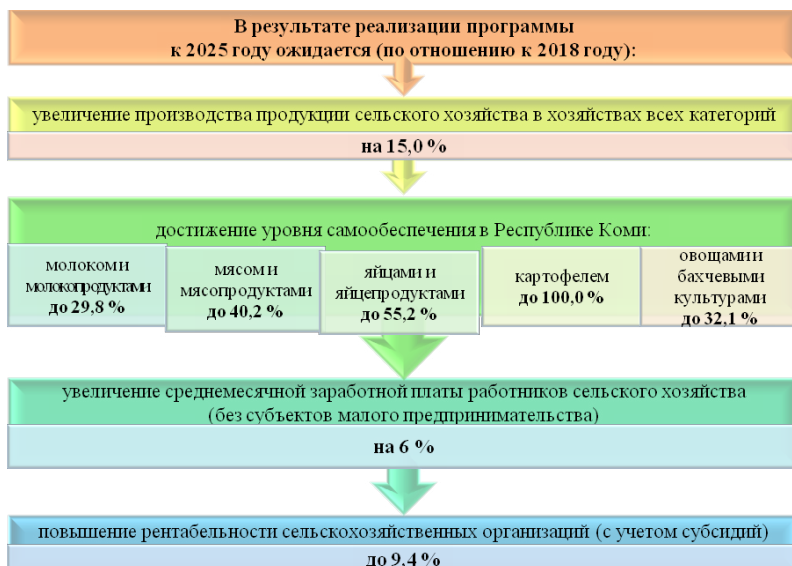 В результате реализации программы
к 2025 году ожидается (по отношению к 2018 году):
увеличение производства продукции сельского хозяйства в хозяйствах всех категорий
на 15,0 %
достижение уровня самообеспечения в Республике Коми:
молоком и
молокопродуктами
до 29,8 %
мясом и
мясопродуктами
до 40,2 %
яйцами и
яйцепродуктами
до 55,2 %
картофелем
до 100,0 %
овощами и
бахчевыми
культурами
до 32,1 %
увеличение среднемесячной заработной платы работников сельского хозяйства
(без субъектов малого предпринимательства)
на 6 %
повышение рентабельности сельскохозяйственных организаций (с учетом субсидий)
до 9,4 %